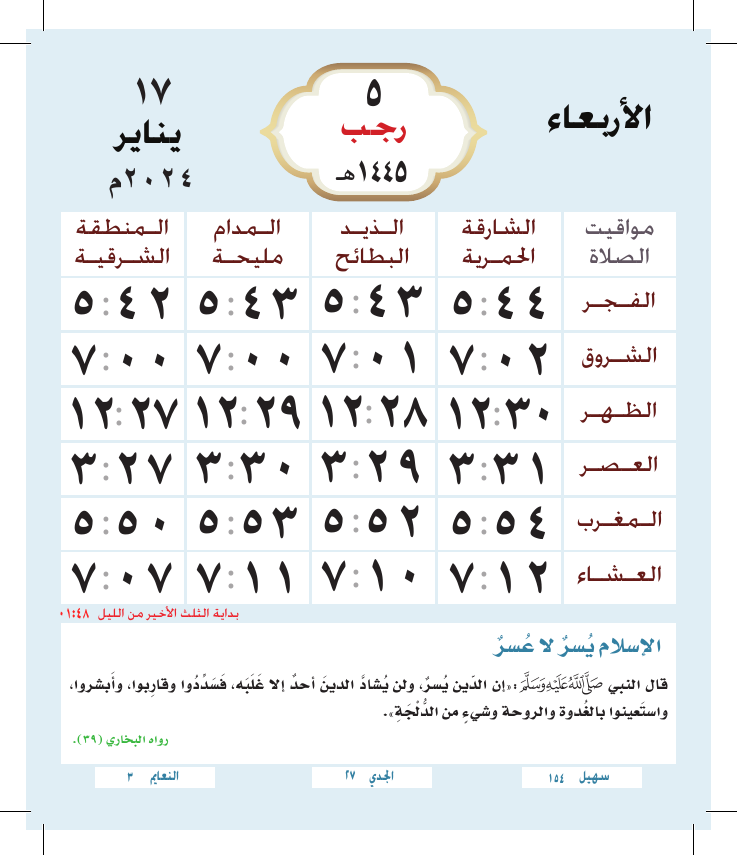 الأربعاء
٥
رجب
١٤٤٥هـ
١٧
يناير
٢٠٢٤م
مواقيت الصلاة الشارقة الحمرية الذيد البطائح المدام مليحة المنطقة الشرقية
الفجر ٥:٤٤ ٥:٤٣ ٥:٤٣ ٥:٤٢
الشروق ٧:٠٢ ٧:٠١ ٧:٠٠ ٧:٠٠
الظهر ١٢:٣٠ ١٢:٢٨ ١٢:٢٩ ١٢:٢٧
العصر ٣:٣١ ٣:٢٩ ٣:٣٠ ٣:٢٧
المغرب ٥:٥٤ ٥:٥٢ ٥:٥٣ ٥:٥٠
العشاء ٧:١٢ ٧:١٠ ٧:١١ ٧:٠٧
بداية الثلث الأخير من الليل ٠١:٤٨
الإسلام يُسرٌ لا عُسرٌ
قال النبي صَلَّى اللَّهُ عَلَيْهِ وَسَلَّمَ: «إن الدّين يُسرٌ، ولن يُشادَّ الدينَ أحدٌ إلا غَلَبَه، فَسَدِّدُوا وقارِبوا، وأَبشروا،
واستَعينوا بالغُدوة والروحة وشيءٍ من الدُّلْجَةِ».
رواه البخاري (٣٩).
سهيل ١٥٤
الجدي ٢٧
النعايم ٣